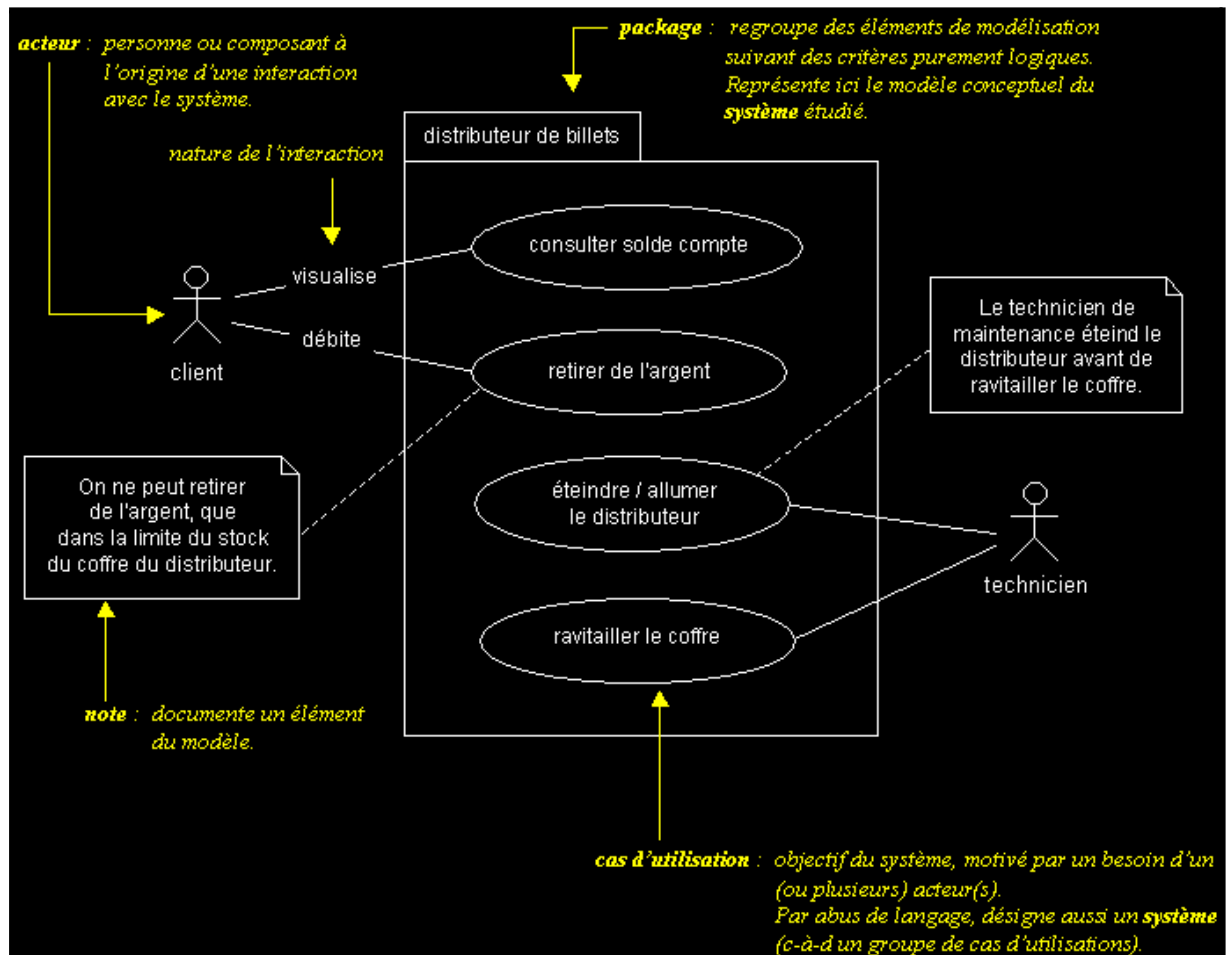 acteur : personne ou composant à
l'origine d'une interaction
avec le système.
package : regroupe des éléments de modélisation
suivant des critères purement logiques.
Représente ici le modèle conceptuel du
système étudié.
nature de l'interaction
distributeur de billets
consulter solde compte
visualise
débite
client
retirer de l'argent
Le technicien de
maintenance éteind le
distributeur avant de
ravitailler le coffre.
On ne peut retirer
de l'argent, que
dans la limite du stock
du coffre du distributeur.
éteindre / allumer
le distributeur
technicien
ravitailler le coffre
note : documente un élément
du modèle.
cas d'utilisation : objectif du système, motivé par un besoin d'un
(ou plusieurs) acteur(s).
Par abus de langage, désigne aussi un système
(c-à-d un groupe de cas d'utilisations).